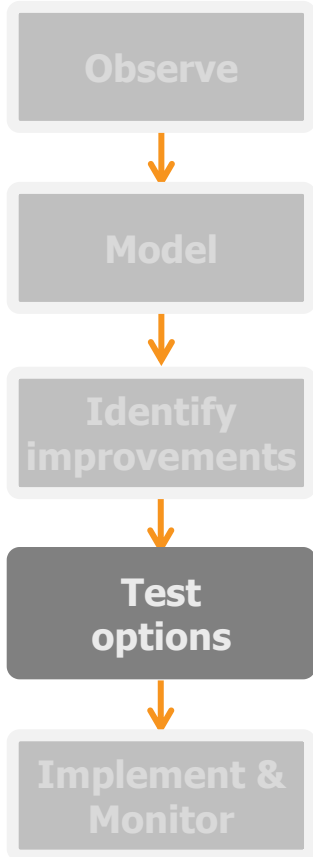 Observe
Model
Identify
improvements
Test
options
Implement &
Monitor